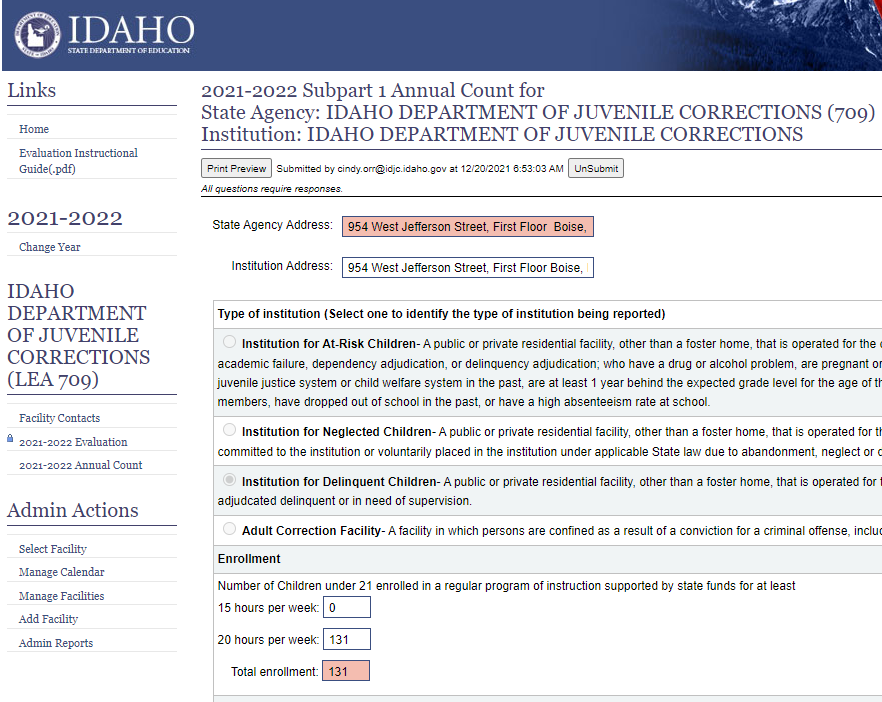 IDAHO
STATE DEPARTMENT OF EDUCATION
Links
Home
Evaluation Instructional
Guide(.pdf)
2021-2022
Change Year
IDAHO
DEPARTMENT
OF JUVENILE
CORRECTIONS
(LEA 709)
Facility Contacts
2021-2022 Evaluation
2021-2022 Annual Count
Admin Actions
Select Facility
Manage Calendar
Manage Facilities
Add Facility
Admin Reports
2021-2022 Subpart 1 Annual Count for
State Agency: IDAHO DEPARTMENT OF JUVENILE CORRECTIONS (709)
Institution: IDAHO DEPARTMENT OF JUVENILE CORRECTIONS
Print Preview Submitted by cindy.orr@idjc.idaho.gov at 12/20/2021 6:53:03 AM UnSubmit
All questions require responses.
State Agency Address: 954 West Jefferson Street, First Floor Boise,
Institution Address: 954 West Jefferson Street, First Floor Boise,
Type of institution (Select one to identify the type of institution being reported)
Institution for At-Risk Children- A public or private residential facility, other than a foster home, that is operated for the
academic failure, dependency adjudication, or delinquency adjudication; who have a drug or alcohol problem, are pregnant or
juvenile justice system or child welfare system in the past, are at least 1 year behind the expected grade level for the age of
members, have dropped out of school in the past, or have a high absenteeism rate at school.
Institution for Neglected Children- A public or private residential facility, other than a foster home, that is operated for
committed to the institution or voluntarily placed in the institution under applicable State law due to abandonment, neglect or
Institution for Delinquent Children- A public or private residential facility, other than a foster home, that is operated for
adjudcated delinquent or in need of supervision.
Adult Correction Facility- A facility in which persons are confined as a result of a conviction for a criminal offense,
Enrollment
Number of Children under 21 enrolled in a regular program of instruction supported by state funds for at least
15 hours per week: 0
20 hours per week: 131
Total enrollment: 131